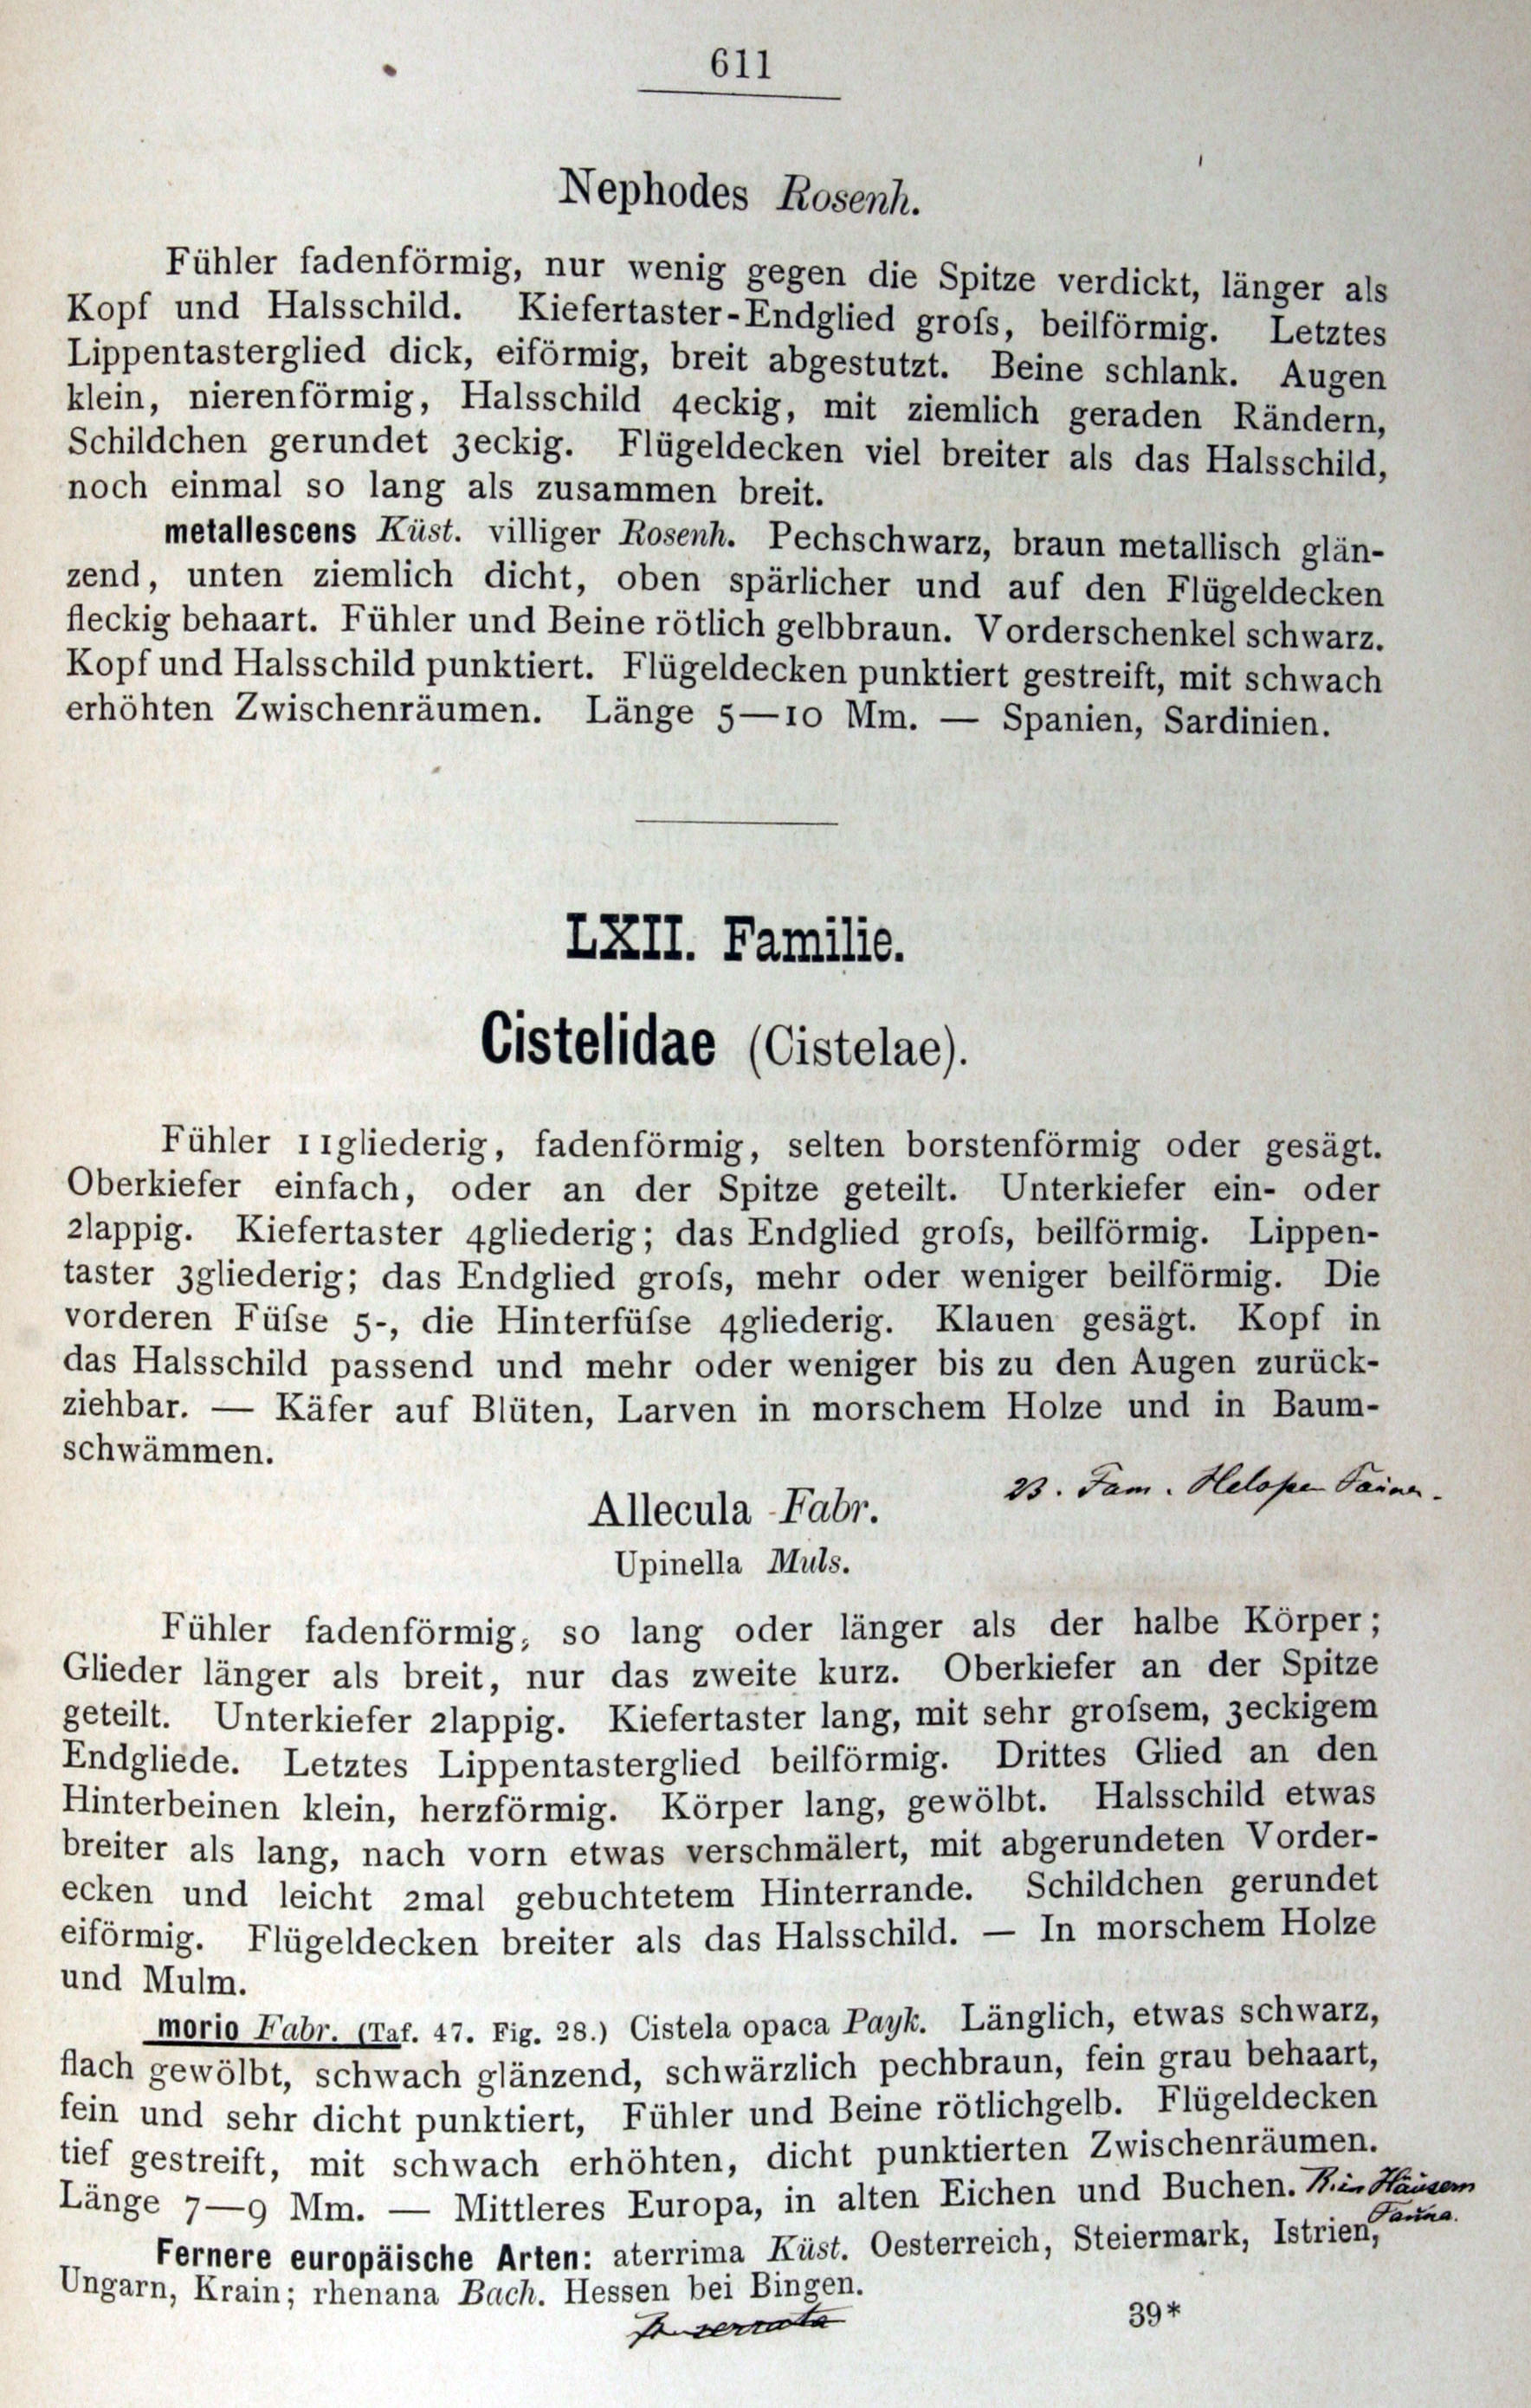 611
Nephodes Rosenh.
Fühler fadenförmig, nur wenig gegen die Spitze verdickt, länger als
Kopf und Halsschild. Kiefertaster-Endglied groſs, beilförmig. Letztes
Lippentasterglied dick, eiförmig, breit abgestutzt. Beine schlank. Augen
klein, nierenförmig, Halsschild 4eckig, mit ziemlich geraden Rändern,
Schildchen gerundet 3eckig. Flügeldecken viel breiter als das Halsschild,
noch einmal so lang als zusammen breit.
metallescens Küst. villiger Rosenh. Pechschwarz, braun metallisch glän-
zend, unten ziemlich dicht, oben spärlicher und auf den Flügeldecken
fleckig behaart. Fühler und Beine rötlich gelbbraun. Vorderschenkel schwarz.
Kopf und Halsschild punktiert. Flügeldecken punktiert gestreift, mit schwach
erhöhten Zwischenräumen. Länge 5—10 Mm. — Spanien, Sardinien.
LXII. Familie.
Cistelidae (Cistelae).
Fühler 11gliederig, fadenförmig, selten borstenförmig oder gesägt.
Oberkiefer einfach, oder an der Spitze geteilt. Unterkiefer ein- oder
2lappig. Kiefertaster 4gliederig; das Endglied groſs, beilförmig. Lippen-
taster 3gliederig; das Endglied groſs, mehr oder weniger beilförmig. Die
vorderen Füſse 5-, die Hinterfüſse 4gliederig. Klauen gesägt. Kopf in
das Halsschild passend und mehr oder weniger bis zu den Augen zurück-
ziehbar. — Käfer auf Blüten, Larven in morschem Holze und in Baum-
schwämmen.
23. Fam. Helopen
Allecula Fabr.
Upinella Muls.
Fühler fadenförmig, so lang oder länger als der halbe Körper;
Glieder länger als breit, nur das zweite kurz. Oberkiefer an der Spitze
geteilt. Unterkiefer 2lappig. Kiefertaster lang, mit sehr groſsem, 3eckigem
Endgliede. Letztes Lippentasterglied beilförmig. Drittes Glied an den
Hinterbeinen klein, herzförmig. Körper lang, gewölbt. Halsschild etwas
breiter als lang, nach vorn etwas verschmälert, mit abgerundeten Vorder-
ecken und leicht 2mal gebuchtetem Hinterrande. Schildchen gerundet
eiförmig. Flügeldecken breiter als das Halsschild. — In morschem Holze
und Mulm.
morio Fabr. (Taf. 47. Fig. 28.) Cistela opaca Payk. Länglich, etwas schwarz,
flach gewölbt, schwach glänzend, schwärzlich pechbraun, fein grau behaart,
fein und sehr dicht punktiert, Fühler und Beine rötlichgelb. Flügeldecken
tief gestreift, mit schwach erhöhten, dicht punktierten Zwischenräumen.
Länge 7—9 Mm. — Mittleres Europa, in alten Eichen und Buchen. in Häusern
Fauna.
Fernere europäische Arten: aterrima Küst. Oesterreich, Steiermark, Istrien,
Ungarn, Krain; rhenana Bach. Hessen bei Bingen.
serrata
39*